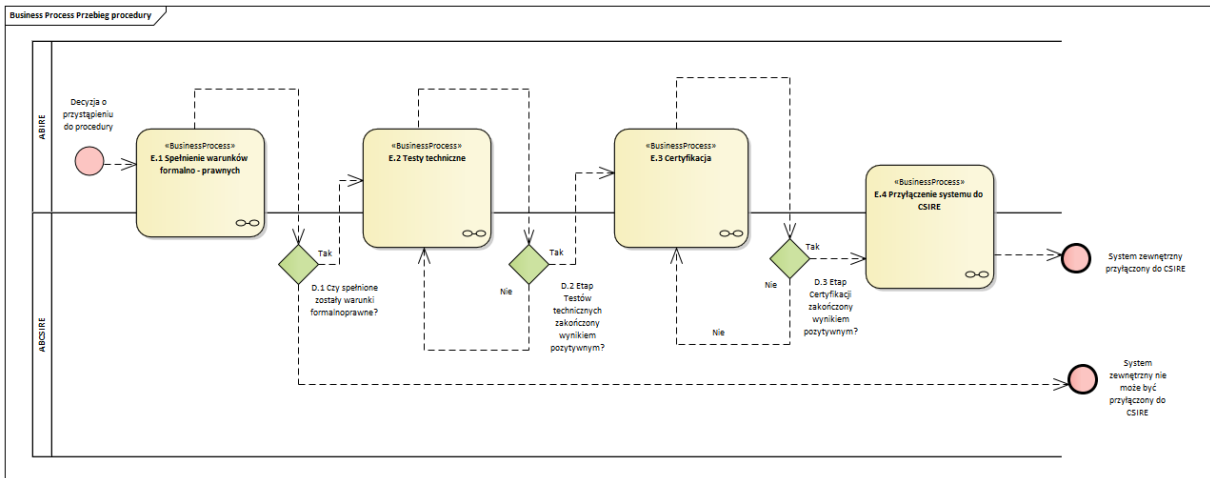 Business Process Przebieg procedury
ABIRE
Decyzja o
przystąpieniu
do procedury
«BusinessProcess»
E.1 Spełnienie warunków
formalno - prawnych
«BusinessProcess»
E.2 Testy techniczne
«BusinessProcess»
E.3 Certyfikacja
«BusinessProcess»
E.4 Przyłączenie systemu do
CSIRE
ABCSIRE
Tak
D.1 Czy spełnione
zostały warunki
formalnoprawne?
Tak
Nie
D.2 Etap
Testów
technicznych
zakończony
wynikiem
pozytywnym?
Tak
Nie
Nie
D.3 Etap
Certyfikacji
zakończony
wynikiem
pozytywnym?
System zewnętrzny
przyłączony do CSIRE
System
zewnętrzny nie
może być
przyłączony do
CSIRE